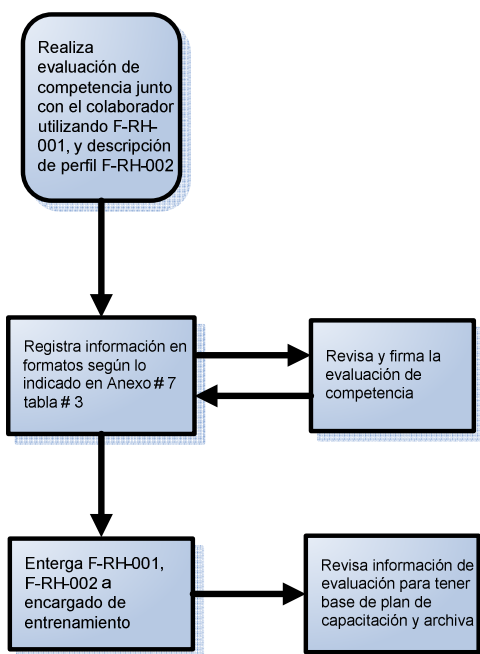 Realiza
evaluación de
competencia junto
con el colaborador
utilizando F-RH-
001, y descripción
de perfil F-RH-002
Registra información en
formatos según lo
indicado en Anexo # 7
tabla # 3
Revisa y firma la
evaluación de
competencia
Enterga F-RH-001,
F-RH-002 a
encargado de
entrenamiento
Revisa información de
evaluación para tener
base de plan de
capacitación y archiva